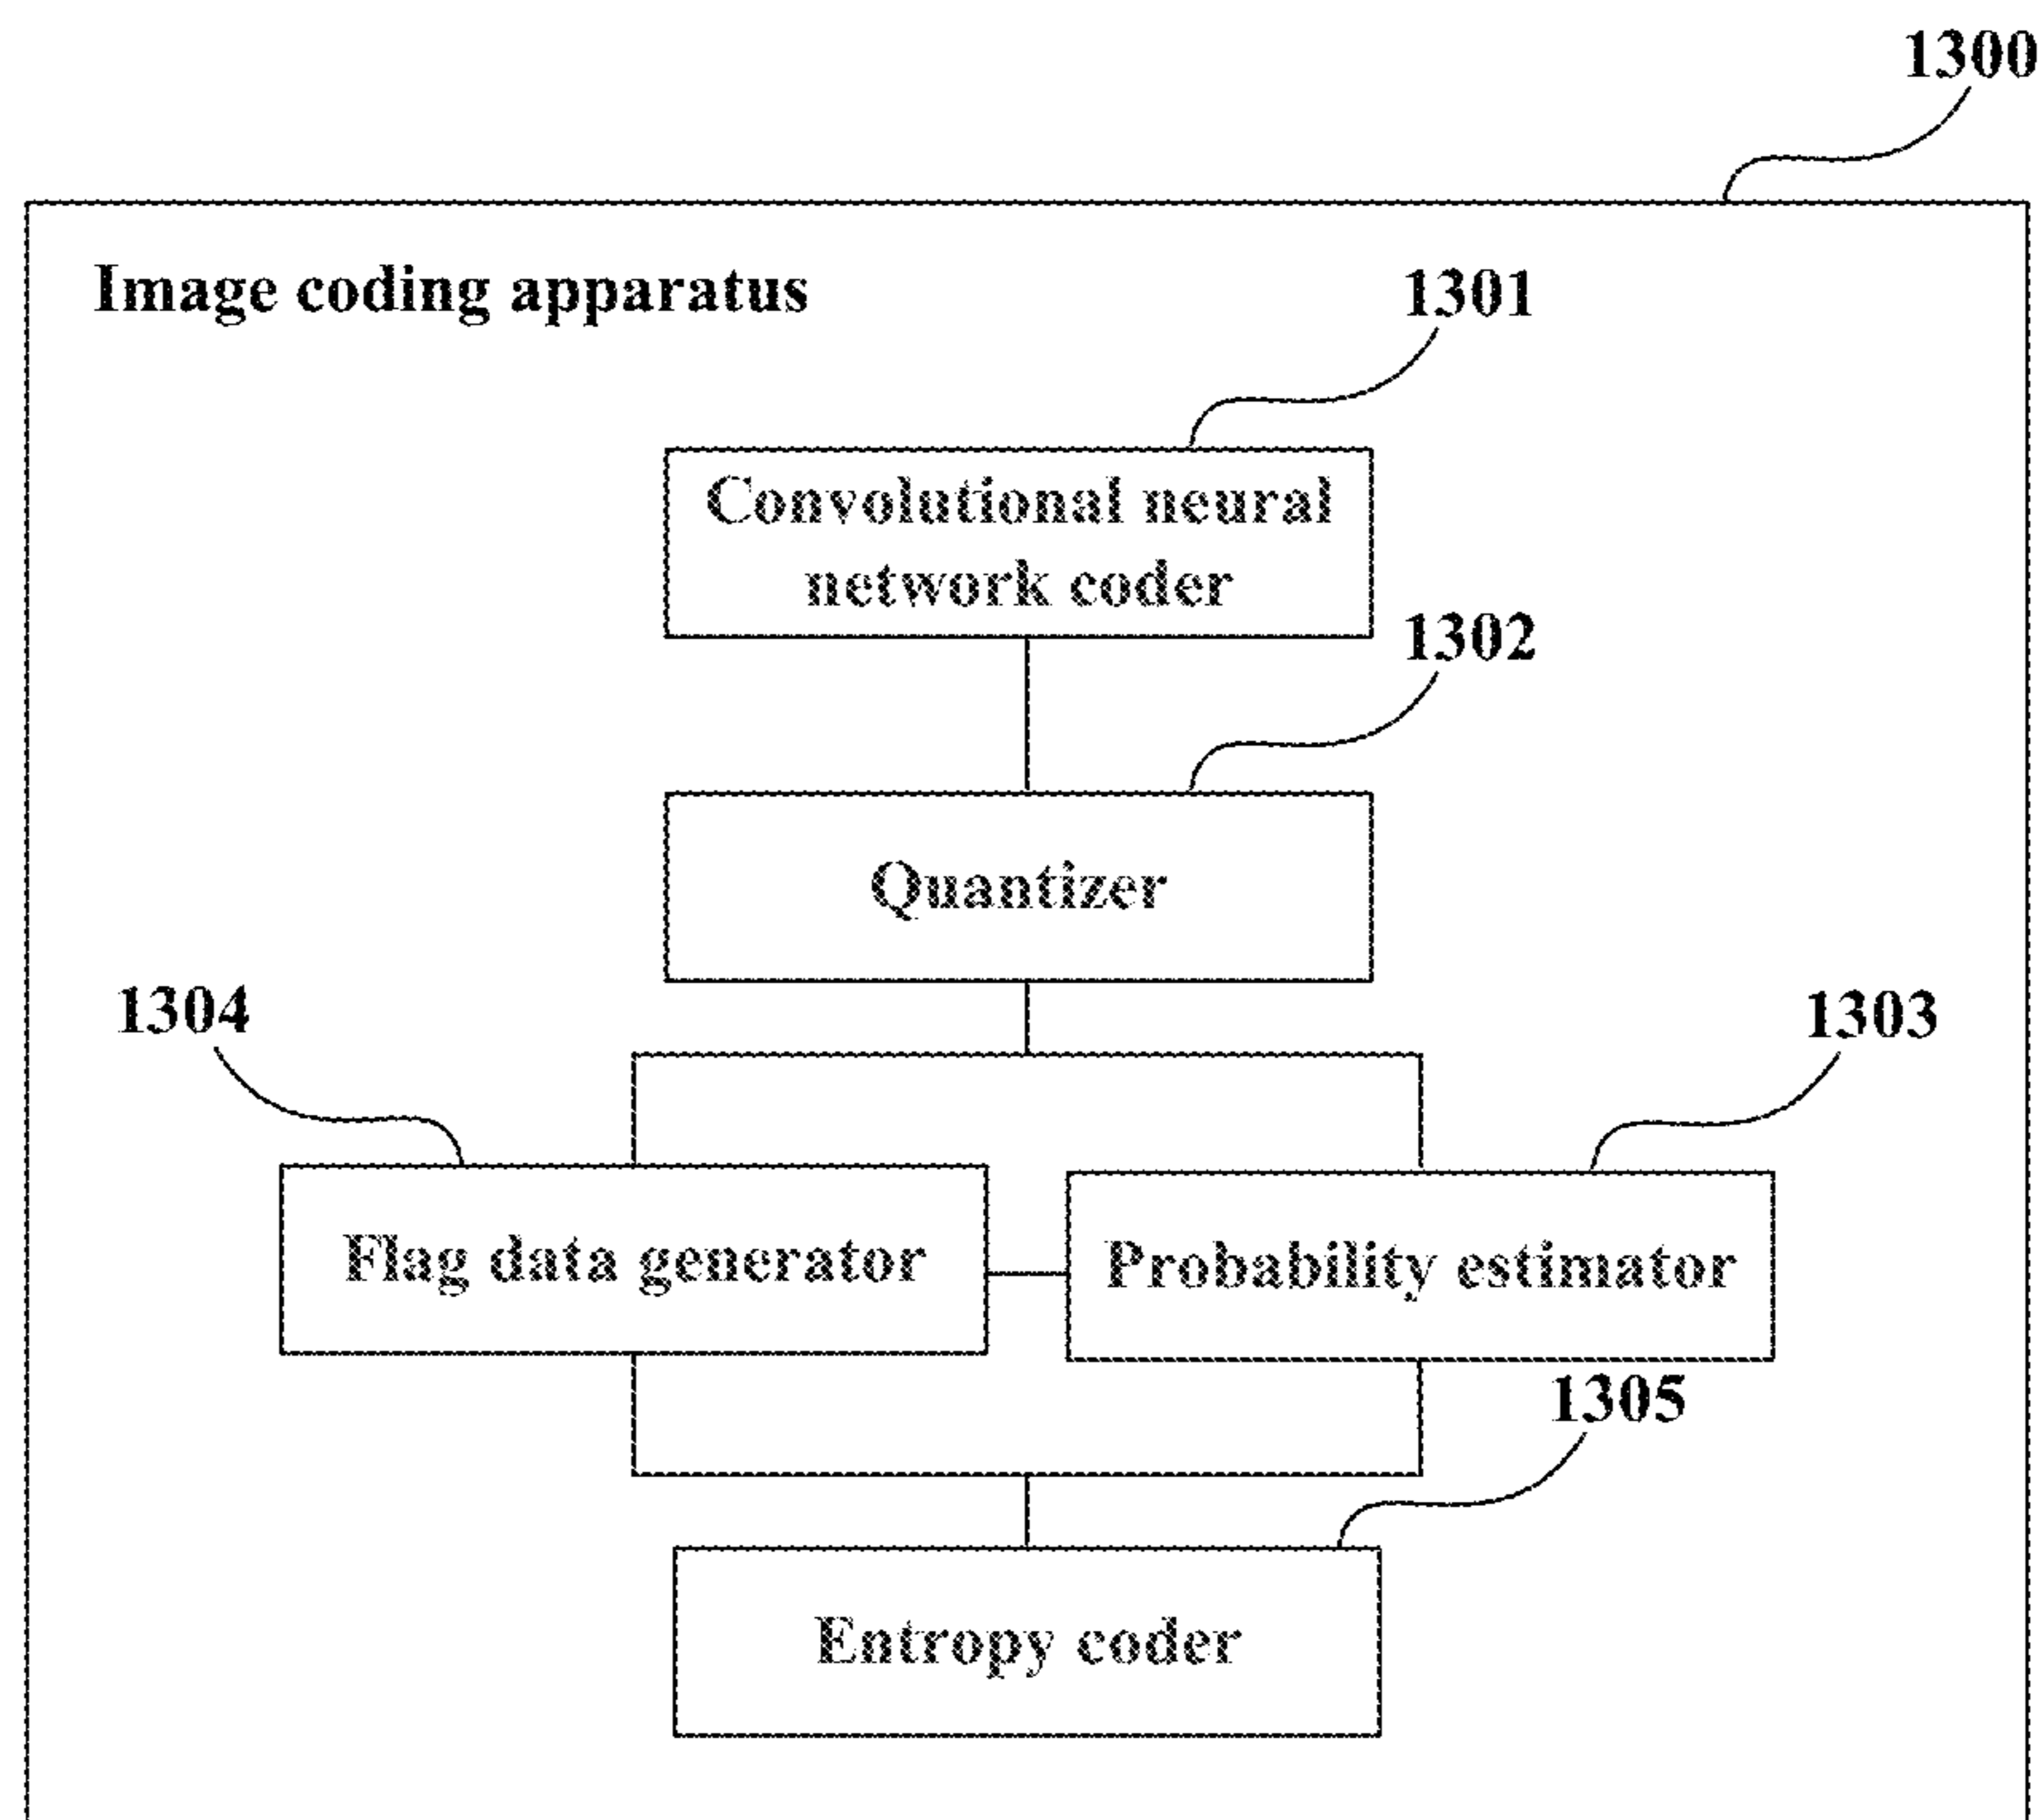 1300
Image coding apparatus
1301
Convolutional neural
network coder
1302
Quantizer
1304
1303
Flag data generator
Probability estimator
1305
Entropy coder